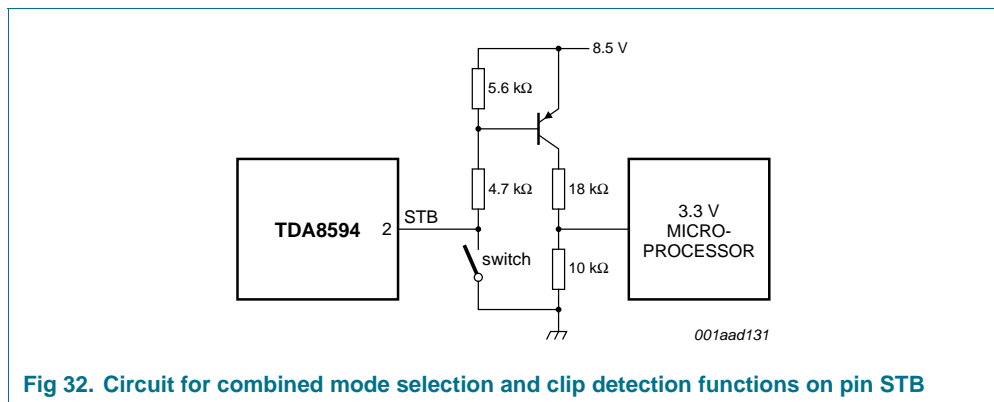 8.5 V
5.6 kΩ
4.7 kΩ
18 kΩ
TDA8594
2
STB
3.3 V
MICRO-
PROCESSOR
switch
10 kΩ
001aad131
Fig 32. Circuit for combined mode selection and clip detection functions on pin STB